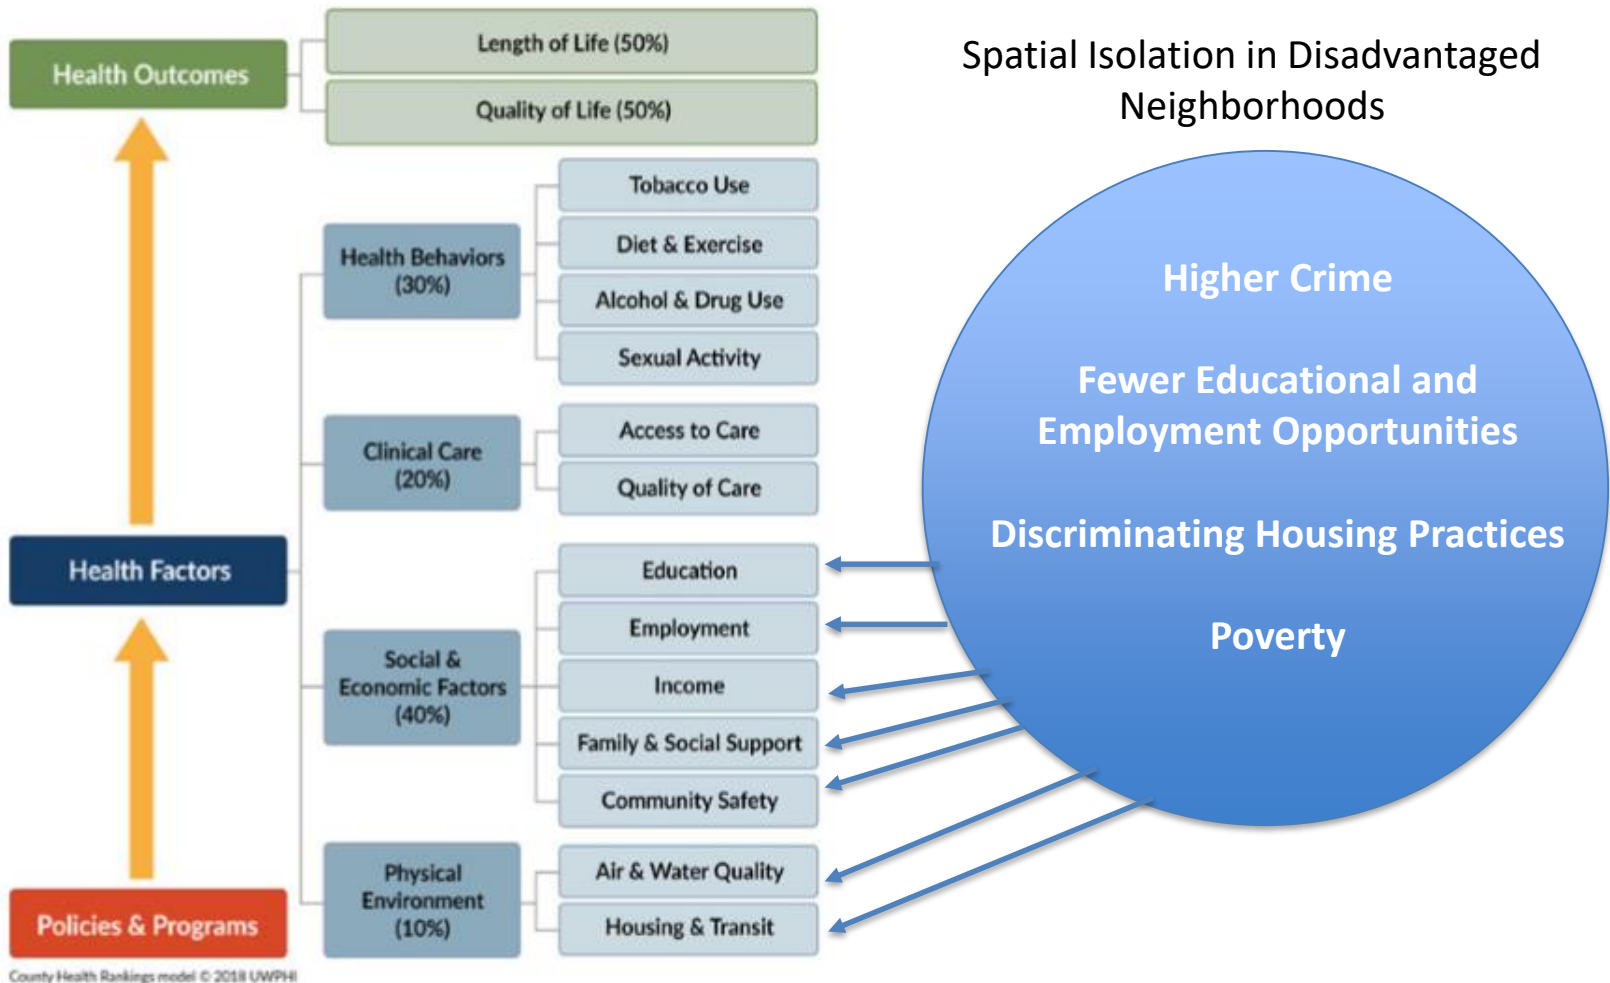 Health Outcomes
Length of Life (50%)
Quality of Life (50%)
Health Behaviors
(30%)
Tobacco Use
Diet & Exercise
Alcohol & Drug Use
Sexual Activity
Clinical Care
(20%)
Access to Care
Quality of Care
Health Factors
Social &
Economic Factors
(40%)
Education
Employment
Income
Family & Social Support
Community Safety
Physical
Environment
(10%)
Air & Water Quality
Housing & Transit
Policies & Programs
County Health Rankings model © 2018 UWPHI
Spatial Isolation in Disadvantaged
Neighborhoods
Higher Crime
Fewer Educational and
Employment Opportunities
Discriminating Housing Practices
Poverty